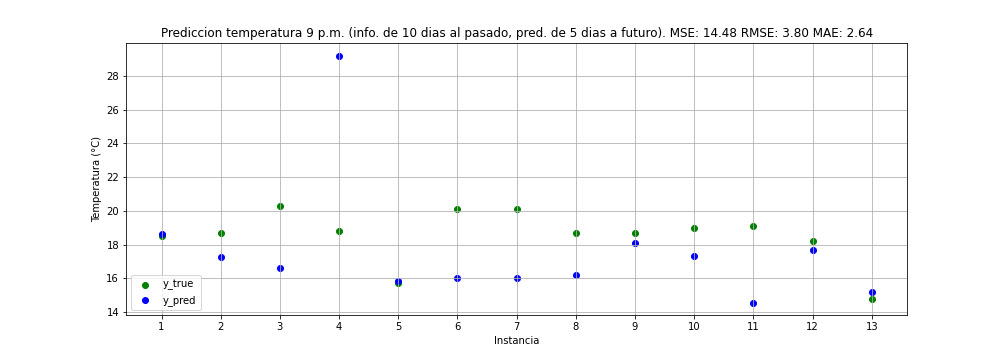 Prediccion temperatura 9 p.m. (info. de 10 dias al pasado, pred. de 5 dias a futuro). MSE: 14.48 RMSE: 3.80 MAE: 2.64
Temperatura (°C)
28
26
24
22
20
18
16
14
y_true
y_pred
1 2 3 4 5 6 7 8 9 10 11 12 13
Instancia